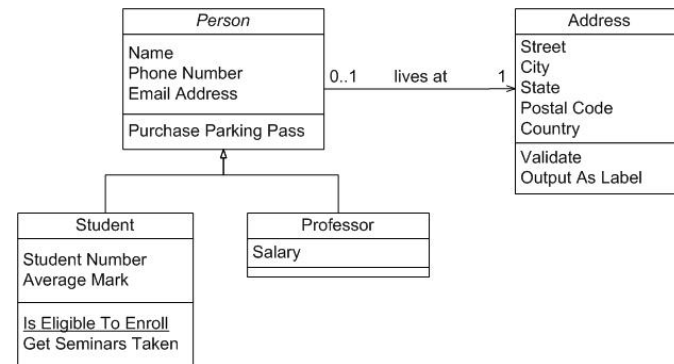 Person
Name
Phone Number
Email Address
Purchase Parking Pass
0..1 lives at 1
Address
Street
City
State
Postal Code
Country
Validate
Output As Label
Student
Student Number
Average Mark
Is Eligible To Enroll
Get Seminars Taken
Professor
Salary